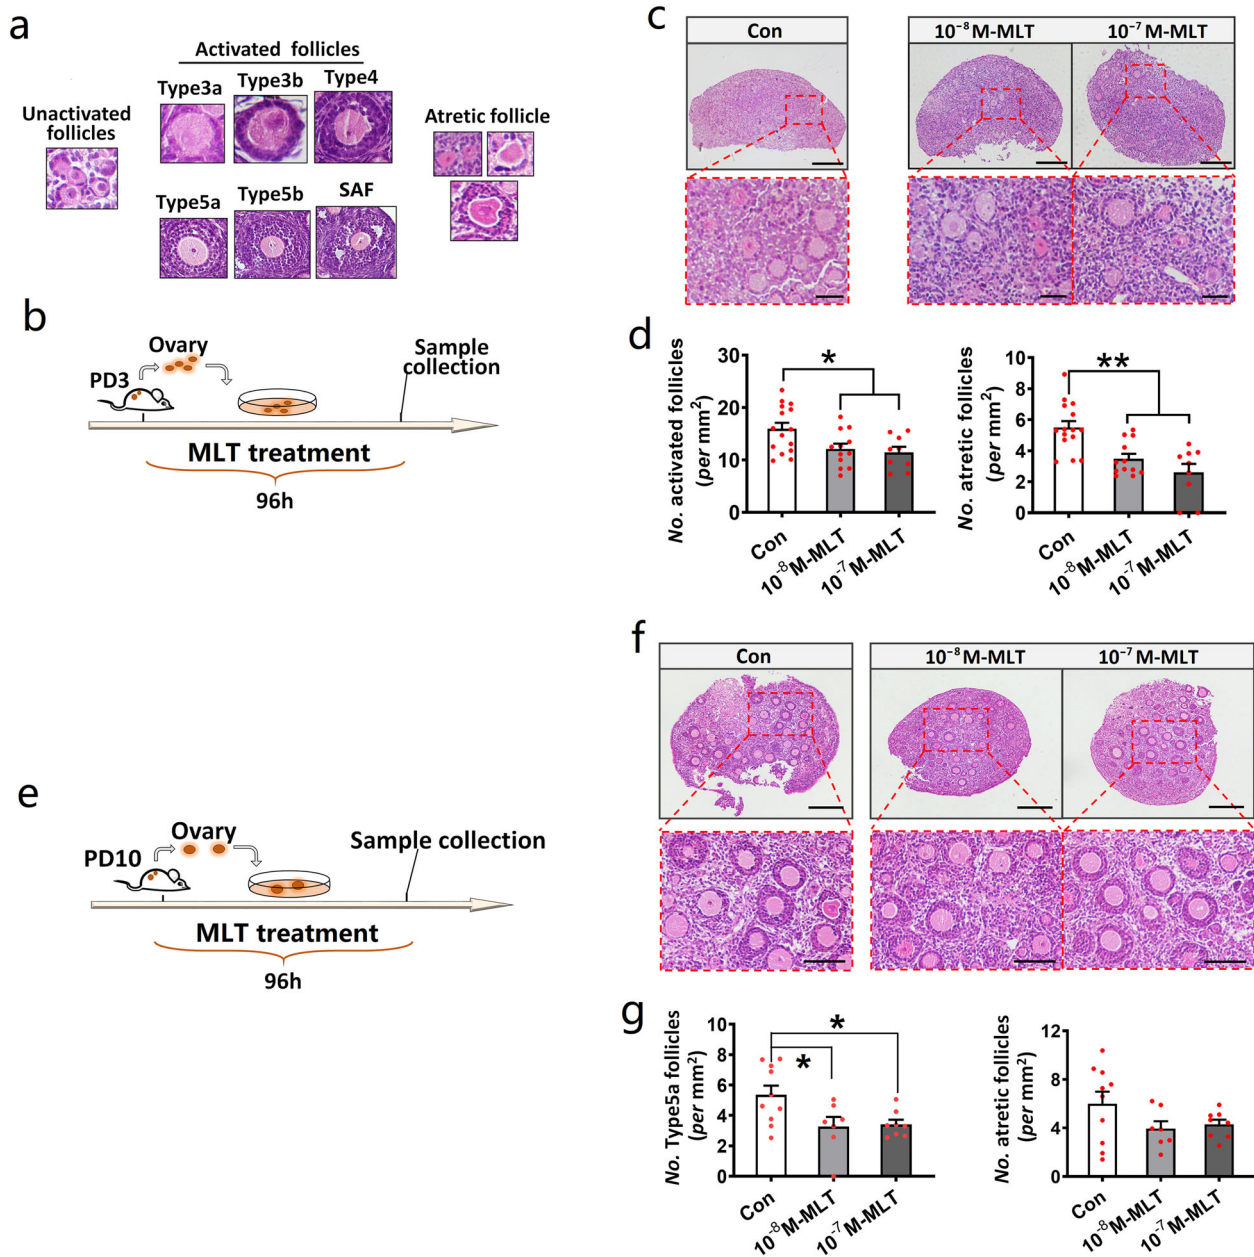 a
Activated follicles
Type3a Type3b Type4
Unactivated
follicles
Atretic follicle
Type5a Type5b SAF
b
Ovary
PD3
Sample
collection
MLT treatment
96h
c
Con
10⁻⁸M-MLT
10⁻⁷M-MLT
d
No. activated follicles
(per mm²)
30
20
10
0
*
Con
10⁻⁸M-MLT
10⁻⁷M-MLT
No. atretic follicles
(per mm²)
10
8
6
4
2
0
**
Con
10⁻⁸M-MLT
10⁻⁷M-MLT
e
Ovary
PD10
Sample collection
MLT treatment
96h
f
Con
10⁻⁸M-MLT
10⁻⁷M-MLT
g
No. Type5a follicles
(per mm²)
10
8
6
4
2
0
*
*
Con
10⁻⁸M-MLT
10⁻⁷M-MLT
No. atretic follicles
(per mm²)
12
8
4
0
Con
10⁻⁸M-MLT
10⁻⁷M-MLT